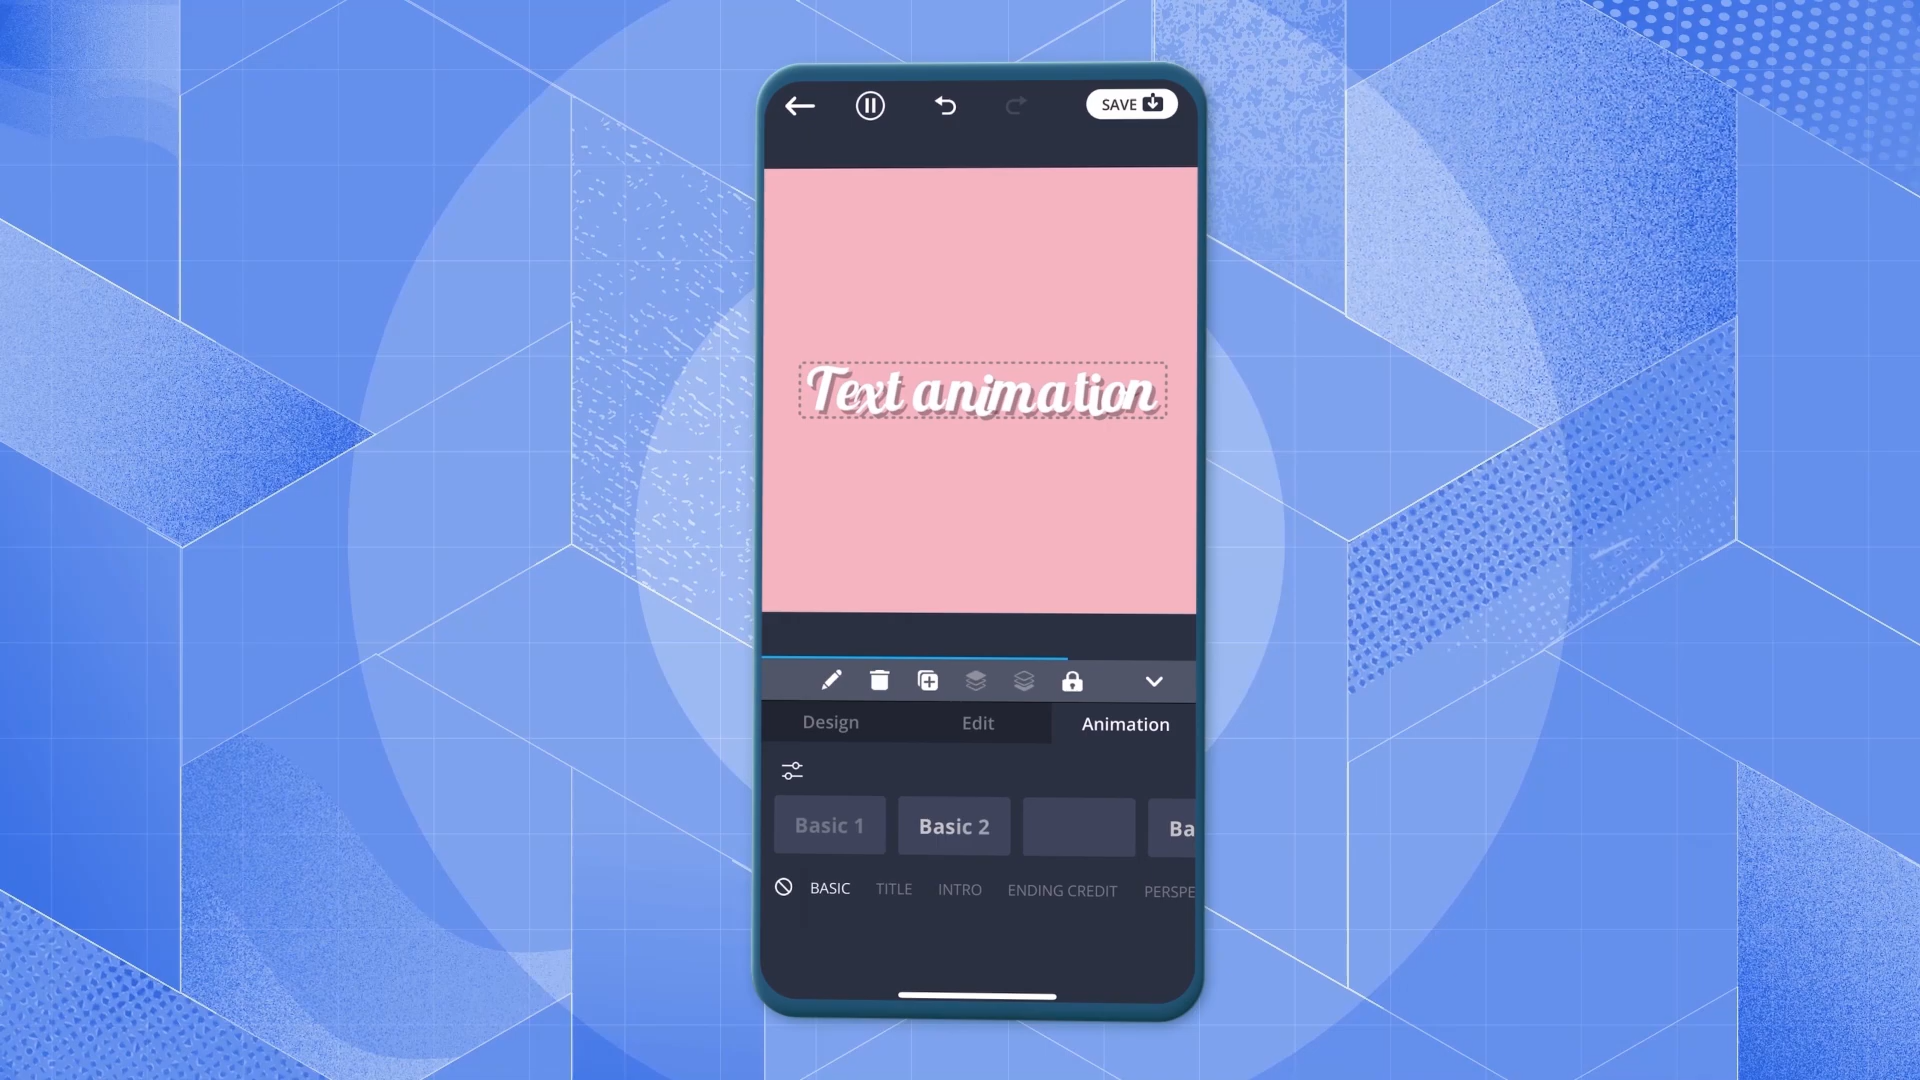 SAVE
Text animation
Design Edit Animation
Basic 1 Basic 2 Ba
BASIC TITLE INTRO ENDING CREDIT PERSPE